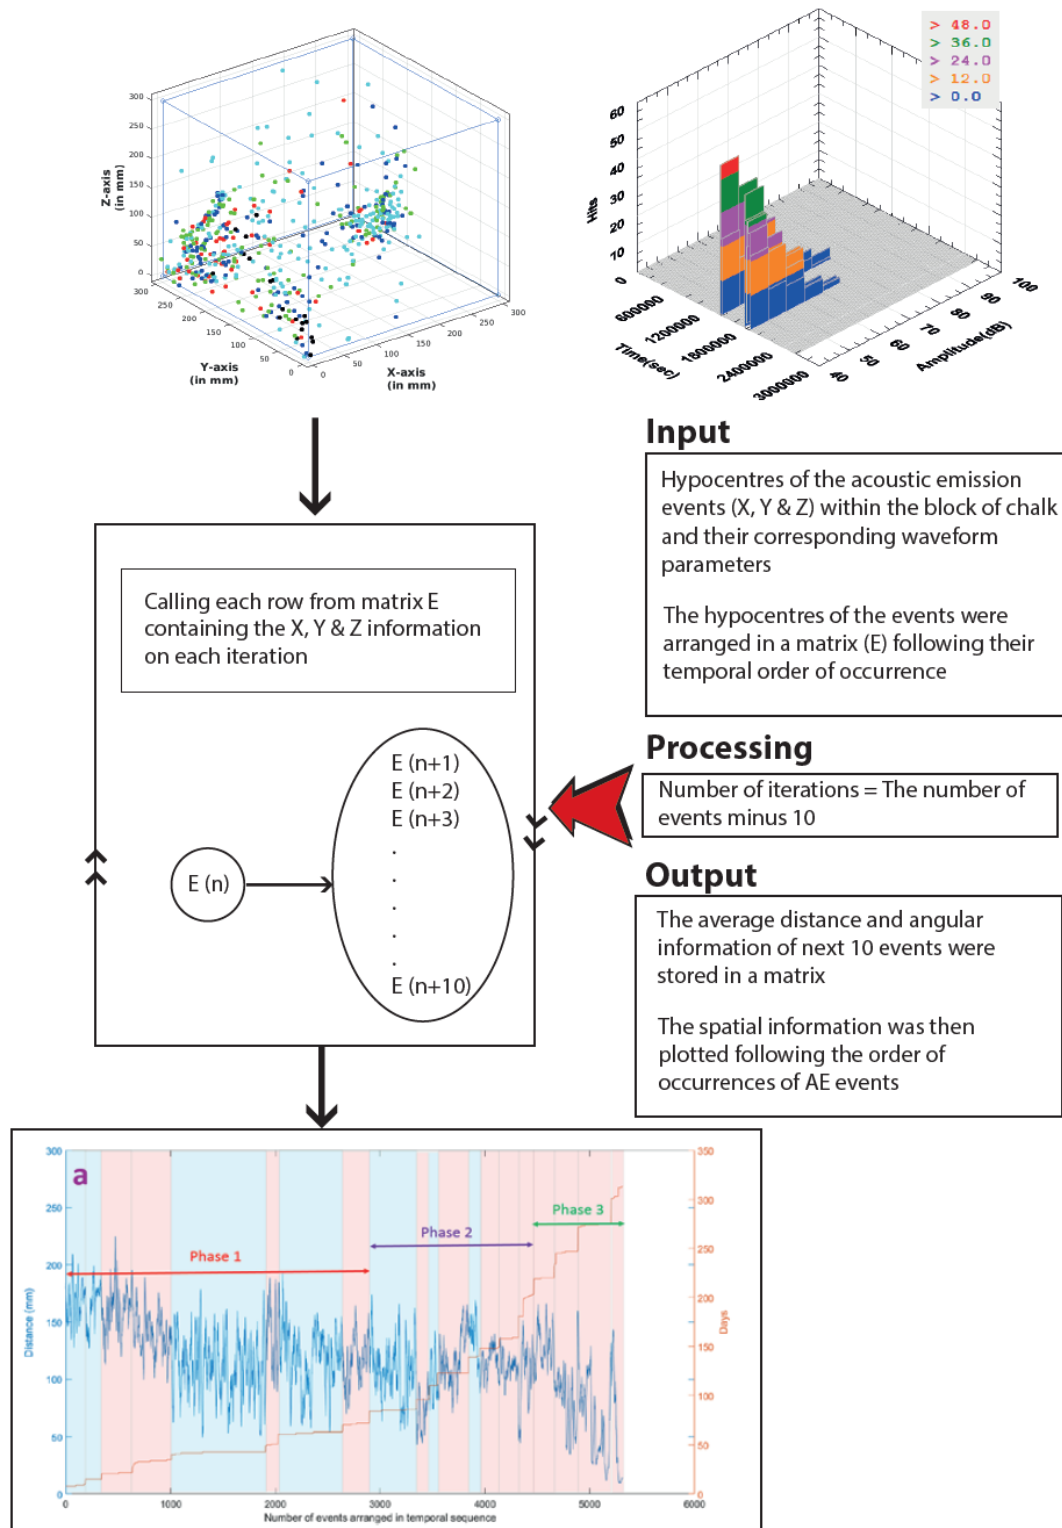 300
250
200
150
100
50
0
Z-axis
(in mm)
300
250
200
150
100
50
0
Y-axis
(in mm)
0
50
100
150
200
250
300
X-axis
(in mm)
> 48.0
> 36.0
> 24.0
> 12.0
> 0.0
60
50
40
30
20
10
0
Hits
600000
1200000
1800000
2400000
3000000
Time(sec)
40
50
60
70
80
90
100
Amplitude(dB)
Input
Hypocentres of the acoustic emission
events (X, Y & Z) within the block of chalk
and their corresponding waveform
parameters
The hypocentres of the events were
arranged in a matrix (E) following their
temporal order of occurrence
Calling each row from matrix E
containing the X, Y & Z information
on each iteration
E (n)
E (n+1)
E (n+2)
E (n+3)
.
.
.
.
.
E (n+10)
Processing
Number of iterations = The number of
events minus 10
Output
The average distance and angular
information of next 10 events were
stored in a matrix
The spatial information was then
plotted following the order of
occurrences of AE events
a
Phase 1
Phase 2
Phase 3
300
250
200
150
100
50
0
Distance (mm)
350
300
250
200
150
100
50
0
Days
0
1000
2000
3000
4000
5000
6000
Number of events arranged in temporal sequence